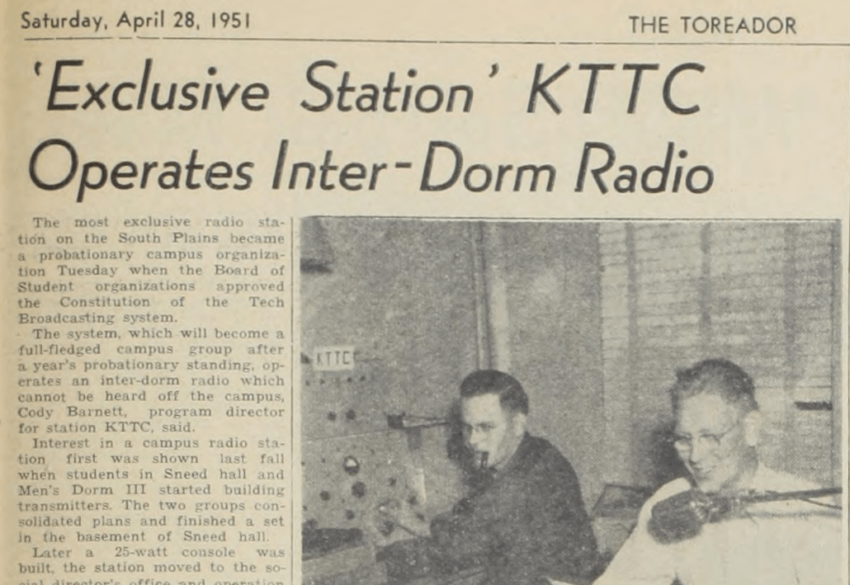 Saturday, April 28, 1951
THE TOREADOR
'Exclusive Station' KTTC
Operates Inter-Dorm Radio
The most exclusive radio sta-
tion on the South Plains became
a probationary campus organiza-
tion Tuesday when the Board of
Student organizations approved
the Constitution of the Tech
Broadcasting system.
The system, which will become a
full-fledged campus group after
a year's probationary standing, op-
erates an inter-dorm radio which
cannot be heard off the campus,
Cody Barnett, program director
for station KTTC, said.
Interest in a campus radio sta-
tion first was shown last fall
when students in Sneed hall and
Men's Dorm III started building
transmitters. The two groups con-
solidated plans and finished a set
in the basement of Sneed hall.
Later a 25-watt console was
built, the station moved to the so-
cial director's office and operation
KTTC